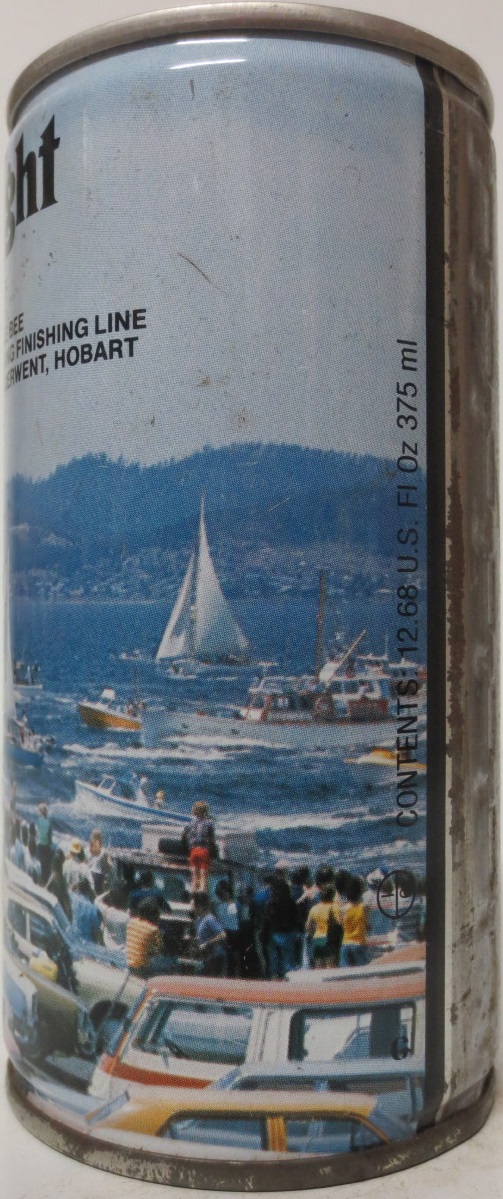 ght
BEE
G FINISHING LINE
ERWENT, HOBART
CONTENTS: 12.68 U.S. Fl Oz 375 ml
G